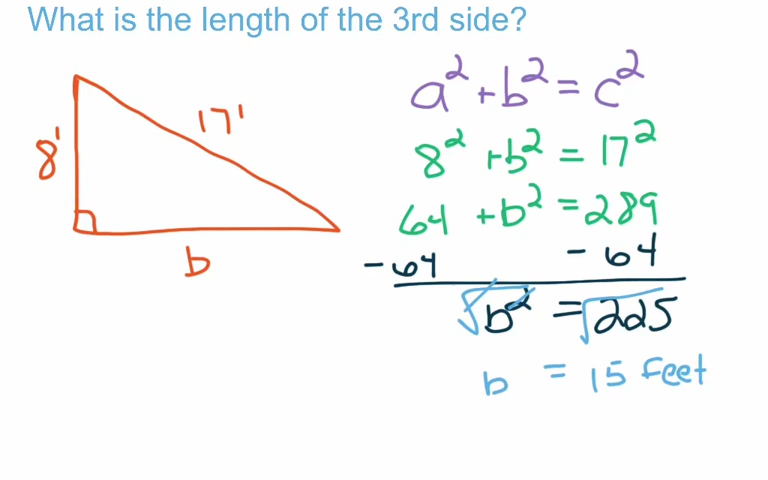 What is the length of the 3rd side?
8'
17'
b
a² + b² = c²
8² + b² = 17²
64 + b² = 289
- 64 - 64
√b² = √225
b = 15 feet